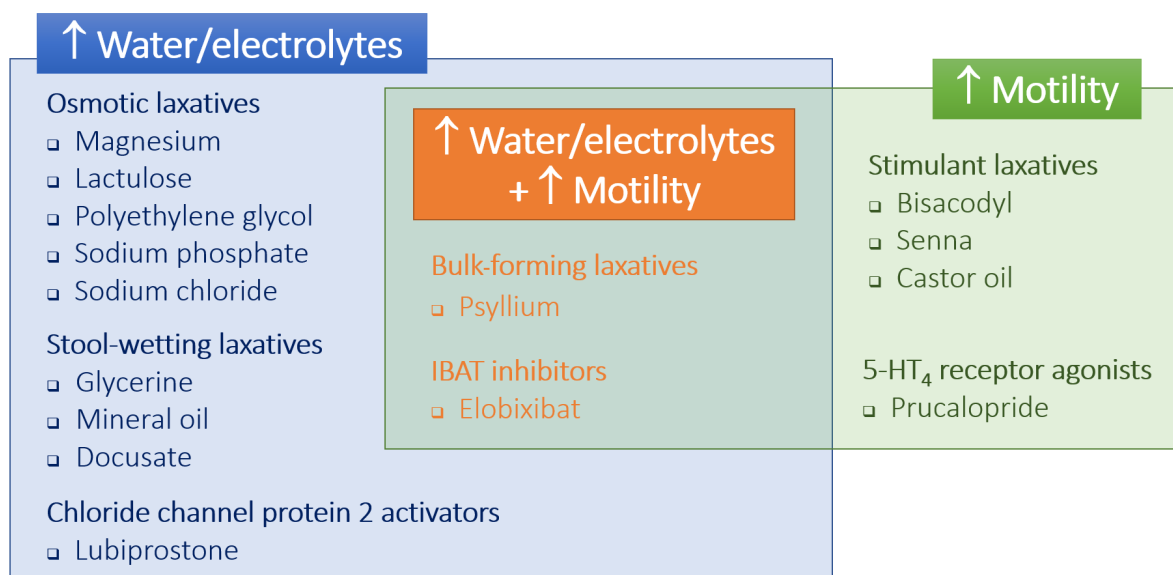 ↑ Water/electrolytes
Osmotic laxatives
Magnesium
Lactulose
Polyethylene glycol
Sodium phosphate
Sodium chloride
Stool-wetting laxatives
Glycerine
Mineral oil
Docusate
Chloride channel protein 2 activators
Lubiprostone
↑ Water/electrolytes
+ ↑ Motility
Bulk-forming laxatives
Psyllium
IBAT inhibitors
Elobixibat
↑ Motility
Stimulant laxatives
Bisacodyl
Senna
Castor oil
5-HT₄ receptor agonists
Prucalopride